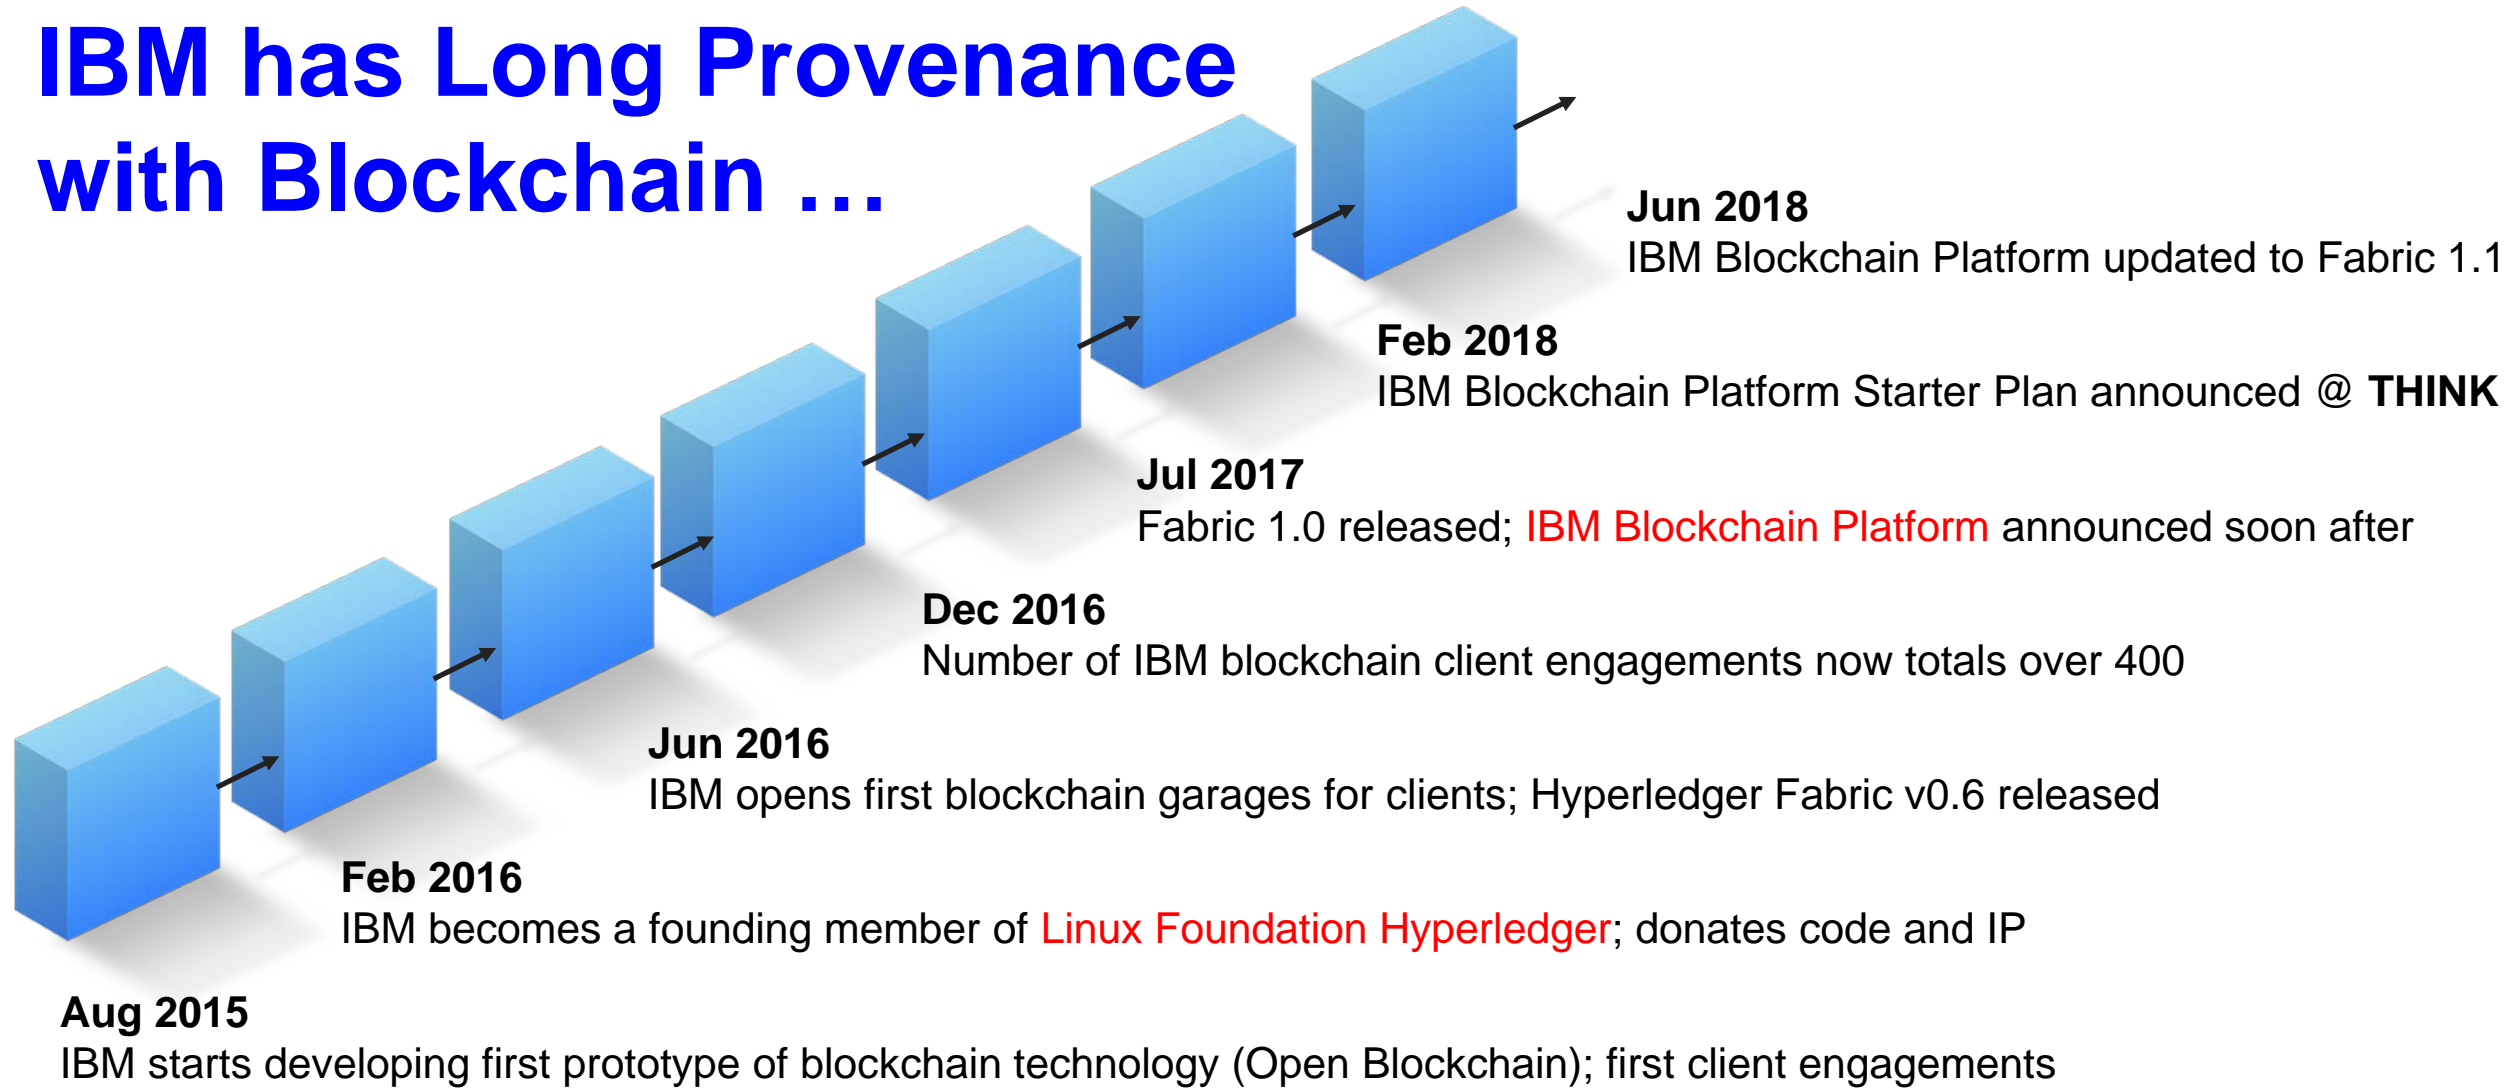 IBM has Long Provenance
with Blockchain …
Jun 2018
IBM Blockchain Platform updated to Fabric 1.1
Feb 2018
IBM Blockchain Platform Starter Plan announced @ THINK
Jul 2017
Fabric 1.0 released; IBM Blockchain Platform announced soon after
Dec 2016
Number of IBM blockchain client engagements now totals over 400
Jun 2016
IBM opens first blockchain garages for clients; Hyperledger Fabric v0.6 released
Feb 2016
IBM becomes a founding member of Linux Foundation Hyperledger; donates code and IP
Aug 2015
IBM starts developing first prototype of blockchain technology (Open Blockchain); first client engagements